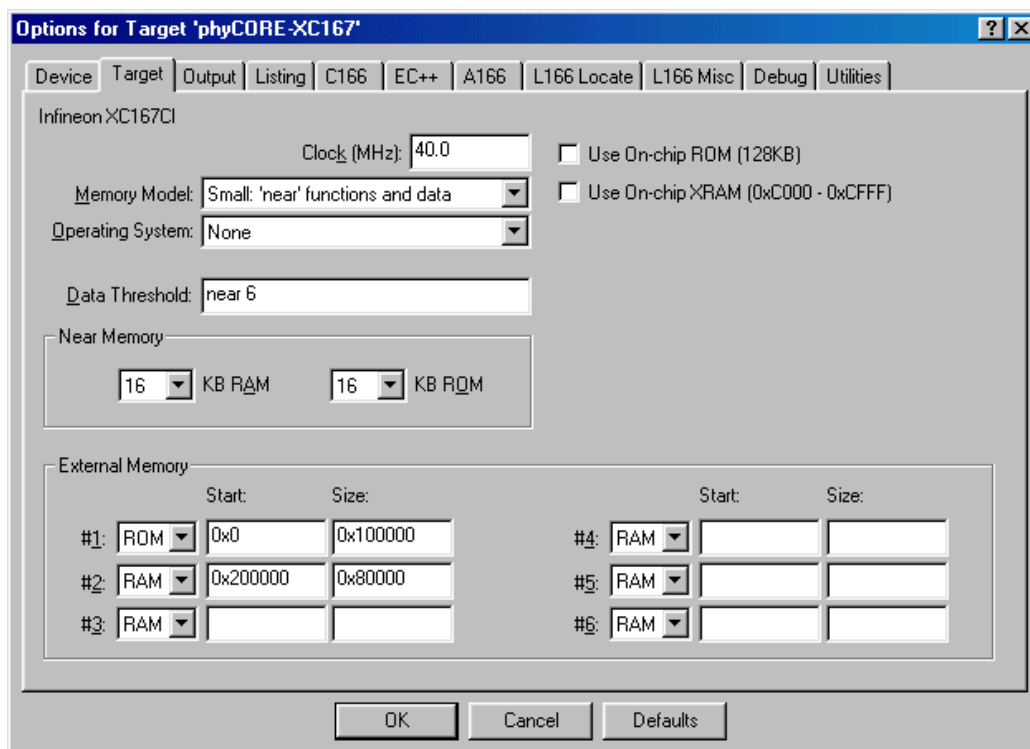 Options for Target 'phyCORE-XC167'
Device Target Output Listing C166 EC++ A166 L166 Locate L166 Misc Debug Utilities
Infineon XC167CI
Clock (MHz): 40.0 Use On-chip ROM (128KB)
Memory Model: Small: 'near' functions and data Use On-chip XRAM (0xC000 - 0xCFFF)
Operating System: None
Data Threshold: near 6
Near Memory
16 KB RAM 16 KB ROM
External Memory
Start: Size: Start: Size:
#1: ROM 0x0 0x100000 #4: RAM
#2: RAM 0x200000 0x80000 #5: RAM
#3: RAM #6: RAM
OK Cancel Defaults